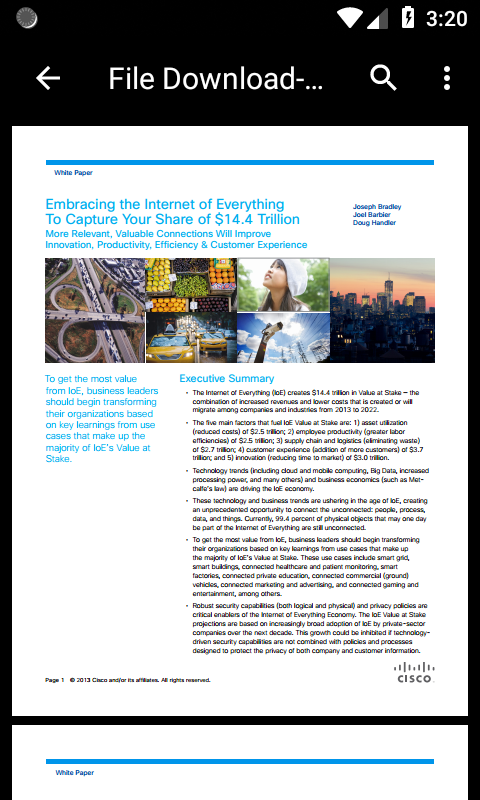 3:20
File Download-...
White Paper
Embracing the Internet of Everything
To Capture Your Share of $14.4 Trillion
More Relevant, Valuable Connections Will Improve
Innovation, Productivity, Efficiency & Customer Experience
Joseph Bradley
Joel Barbier
Doug Handler
To get the most value
from IoE, business leaders
should begin transforming
their organizations based
on key learnings from use
cases that make up the
majority of IoE's Value at
Stake.
Executive Summary
• The Internet of Everything (IoE) creates $14.4 trillion in Value at Stake — the
combination of increased revenues and lower costs that is created or will
migrate among companies and industries from 2013 to 2022.
• The five main factors that fuel IoE Value at Stake are: 1) asset utilization
(reduced costs) of $2.5 trillion; 2) employee productivity (greater labor
efficiencies) of $2.5 trillion; 3) supply chain and logistics (eliminating waste)
of $2.7 trillion; 4) customer experience (addition of more customers) of $3.7
trillion; and 5) innovation (reducing time to market) of $3.0 trillion.
• Technology trends (including cloud and mobile computing, Big Data, increased
processing power, and many others) and business economics (such as Met-
calfe's law) are driving the IoE economy.
• These technology and business trends are ushering in the age of IoE, creating
an unprecedented opportunity to connect the unconnected: people, process,
data, and things. Currently, 99.4 percent of physical objects that may one day
be part of the Internet of Everything are still unconnected.
• To get the most value from IoE, business leaders should begin transforming
their organizations based on key learnings from use cases that make up
the majority of IoE's Value at Stake. These use cases include smart grid,
smart buildings, connected healthcare and patient monitoring, smart
factories, connected private education, connected commercial (ground)
vehicles, connected marketing and advertising, and connected gaming and
entertainment, among others.
• Robust security capabilities (both logical and physical) and privacy policies are
critical enablers of the Internet of Everything Economy. The IoE Value at Stake
projections are based on increasingly broad adoption of IoE by private-sector
companies over the next decade. This growth could be inhibited if technology-
driven security capabilities are not combined with policies and processes
designed to protect the privacy of both company and customer information.
Page 1 © 2013 Cisco and/or its affiliates. All rights reserved.
CISCO
White Paper